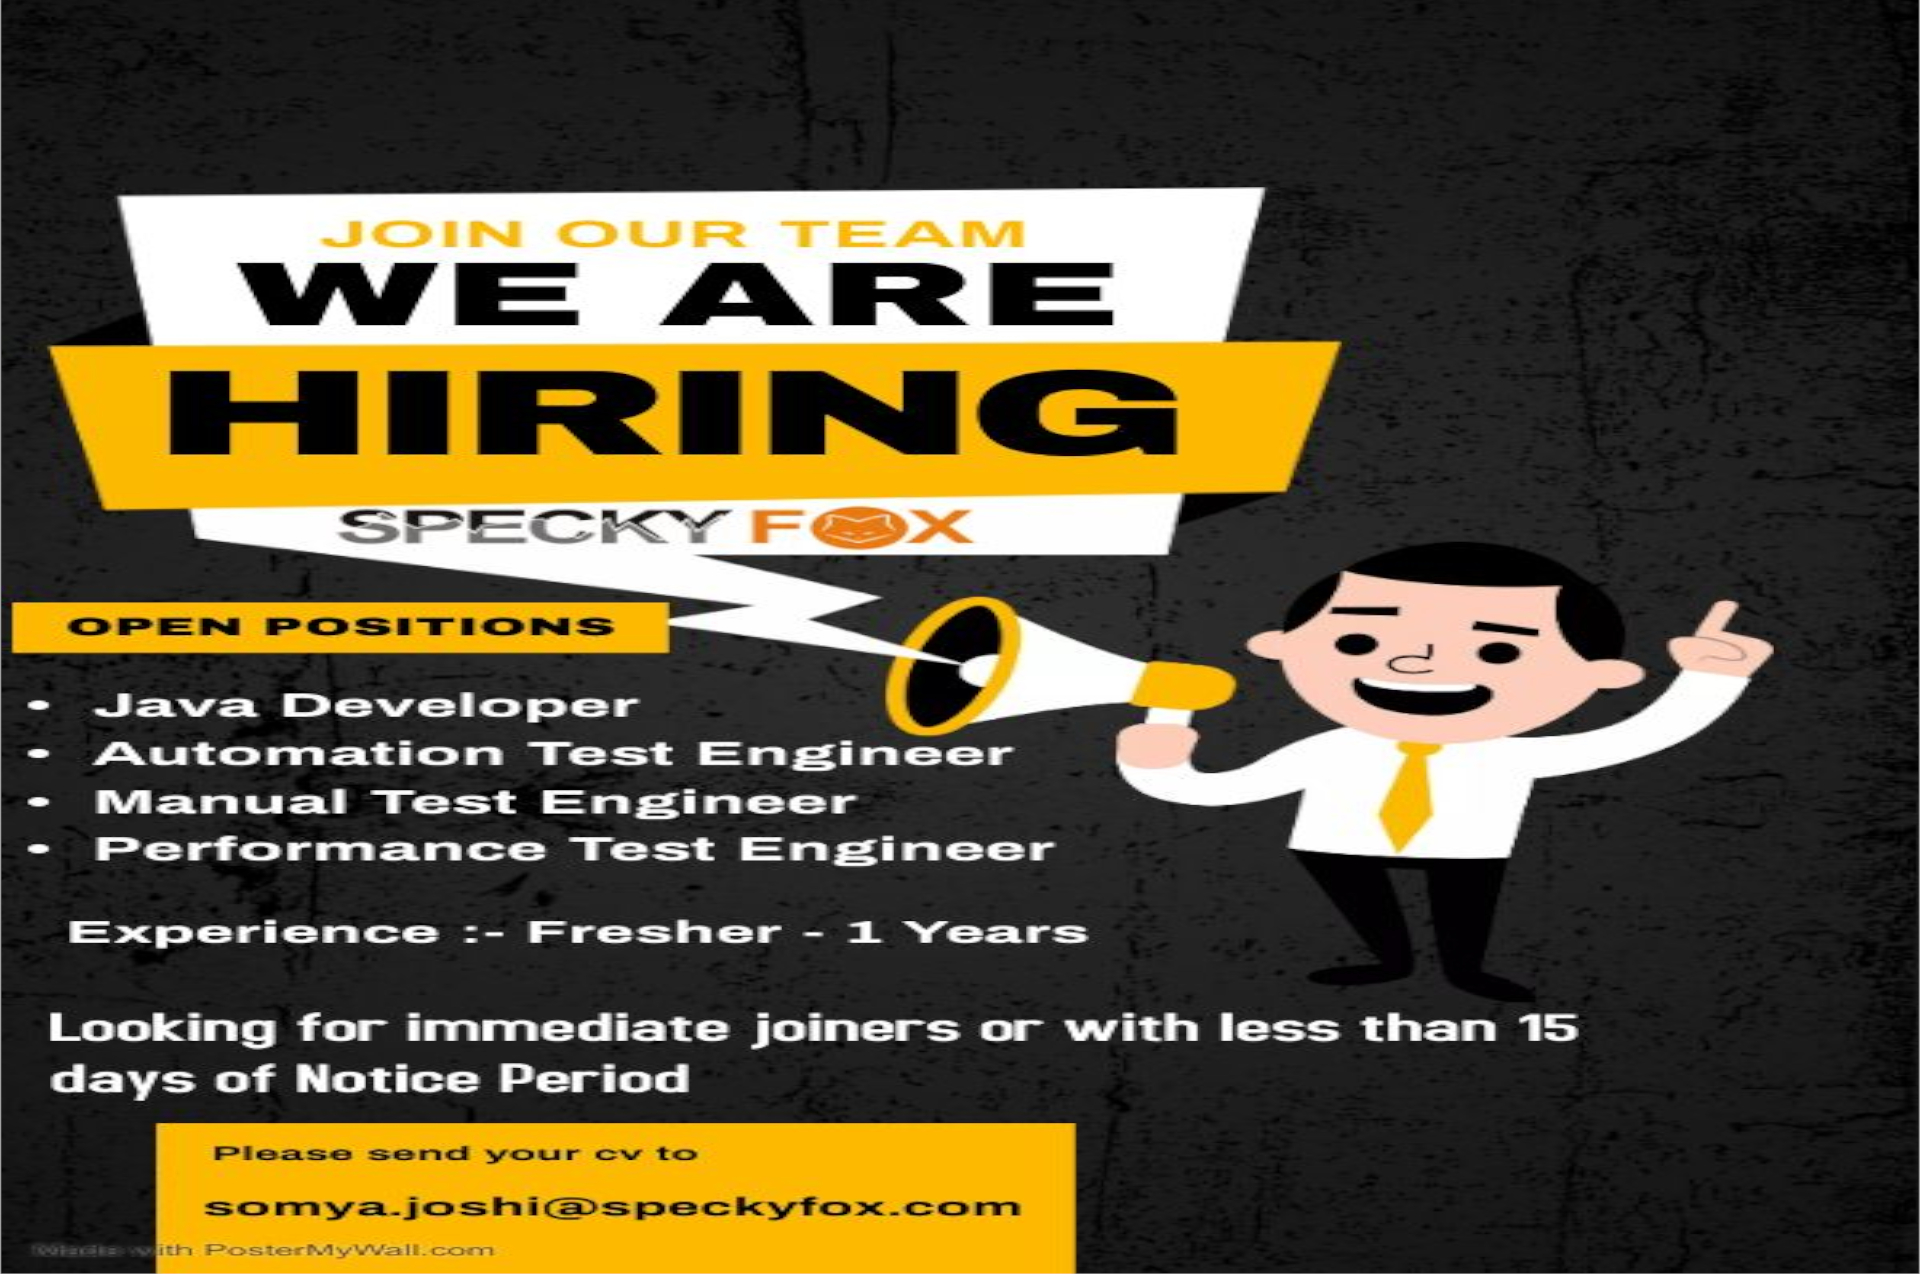 JOIN OUR TEAM
WE ARE
HIRING
SPECKY FOX
OPEN POSITIONS
• Java Developer
• Automation Test Engineer
• Manual Test Engineer
• Performance Test Engineer
Experience :- Fresher - 1 Years
Looking for immediate joiners or with less than 15
days of Notice Period
Please send your cv to
somya.joshi@speckyfox.com
Made with PosterMyWall.com